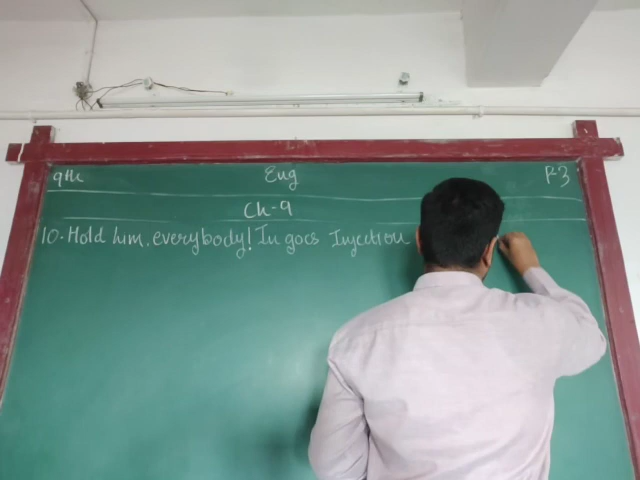 9th Eng P-3
Ch-9
10. Hold him, everybody! In goes Injection